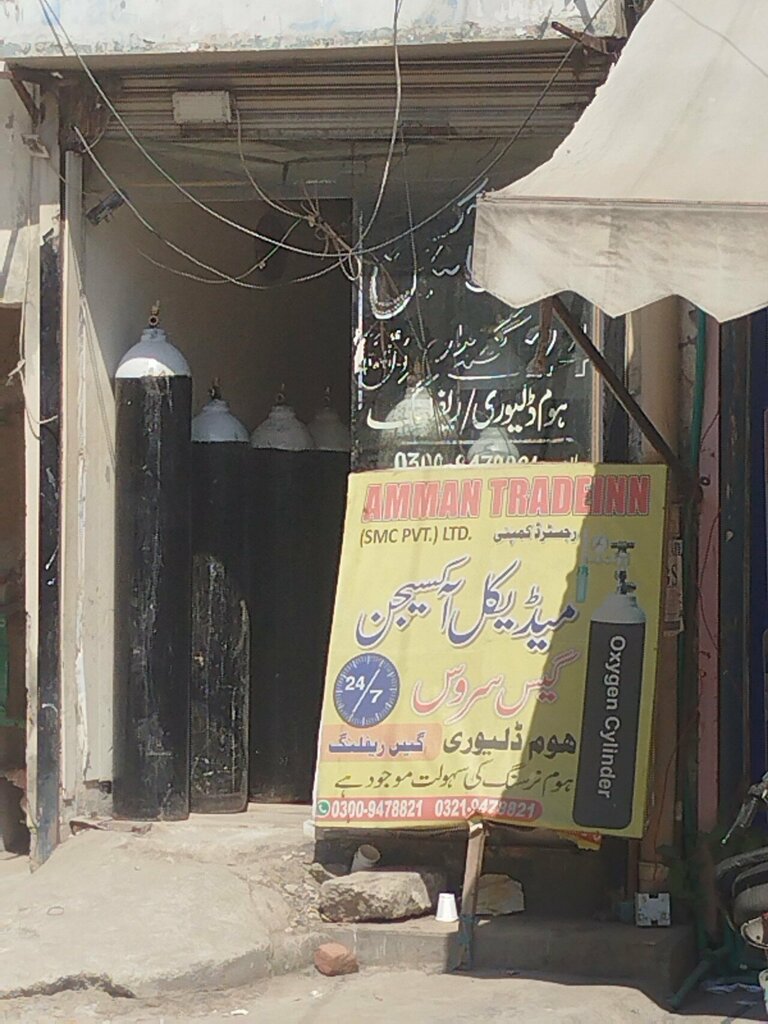 ہوم ڈلیوری/ریف
AMMAN TRADEINN
(SMC PVT.) LTD. رجسٹرڈ کمپنی
میڈیکل آکسیجن
24/7
گیس سروس
ہوم ڈلیوری گیس ریفلنگ
ہوم نرسنگ کی سہولت موجود ہے
0300-9478821 0321-9478821
Oxygen Cylinder